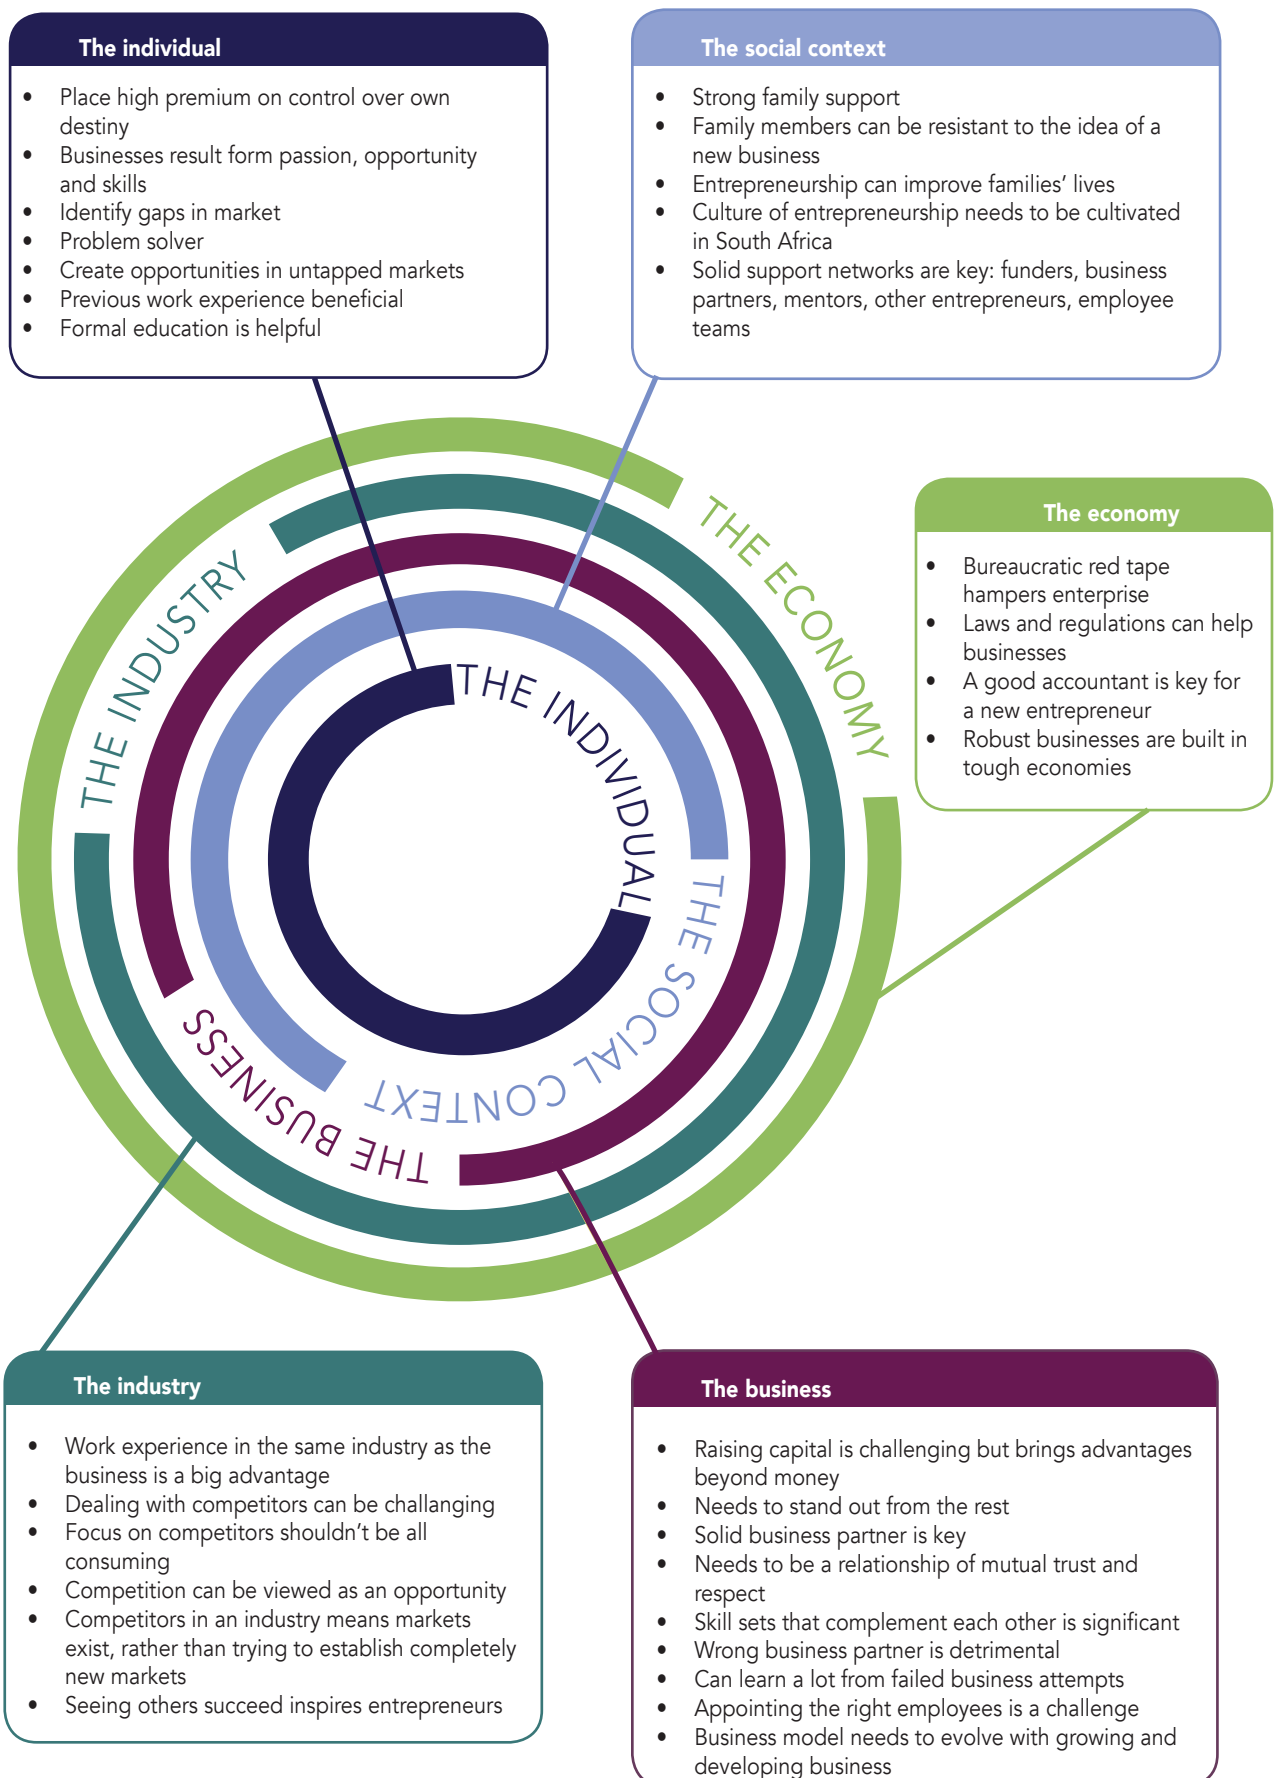 The individual
• Place high premium on control over own
destiny
• Businesses result form passion, opportunity
and skills
• Identify gaps in market
• Problem solver
• Create opportunities in untapped markets
• Previous work experience beneficial
• Formal education is helpful
The social context
• Strong family support
• Family members can be resistant to the idea of a
new business
• Entrepreneurship can improve families’ lives
• Culture of entrepreneurship needs to be cultivated
in South Africa
• Solid support networks are key: funders, business
partners, mentors, other entrepreneurs, employee
teams
THE ECONOMY
THE INDUSTRY
THE INDIVIDUAL
THE SOCIAL CONTEXT
THE BUSINESS
The economy
• Bureaucratic red tape
hampers enterprise
• Laws and regulations can help
businesses
• A good accountant is key for
a new entrepreneur
• Robust businesses are built in
tough economies
The industry
• Work experience in the same industry as the
business is a big advantage
• Dealing with competitors can be challanging
• Focus on competitors shouldn’t be all
consuming
• Competition can be viewed as an opportunity
• Competitors in an industry means markets
exist, rather than trying to establish completely
new markets
• Seeing others succeed inspires entrepreneurs
The business
• Raising capital is challenging but brings advantages
beyond money
• Needs to stand out from the rest
• Solid business partner is key
• Needs to be a relationship of mutual trust and
respect
• Skill sets that complement each other is significant
• Wrong business partner is detrimental
• Can learn a lot from failed business attempts
• Appointing the right employees is a challenge
• Business model needs to evolve with growing and
developing business